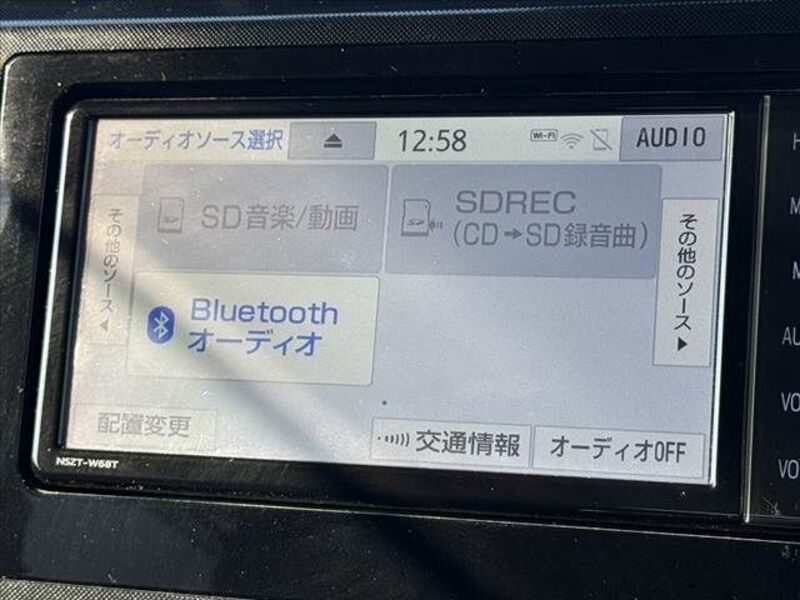 オーディオソース選択
12:58
Wi-Fi
AUDIO
SD音楽/動画
SDREC
(CD→SD録音曲)
その他のソース◀
その他のソース▶
Bluetooth
オーディオ
配置変更
交通情報
オーディオOFF
NSZT-W68T